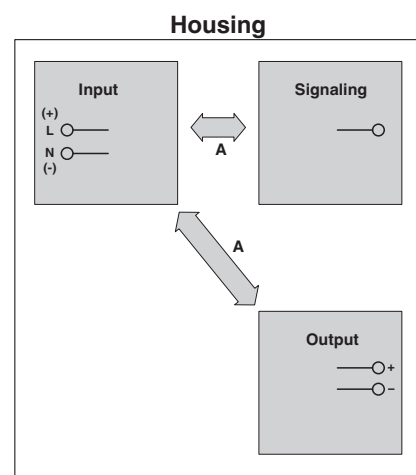 Housing
Input
Signaling
(+)
L
N
(-)
A
A
Output
+
–